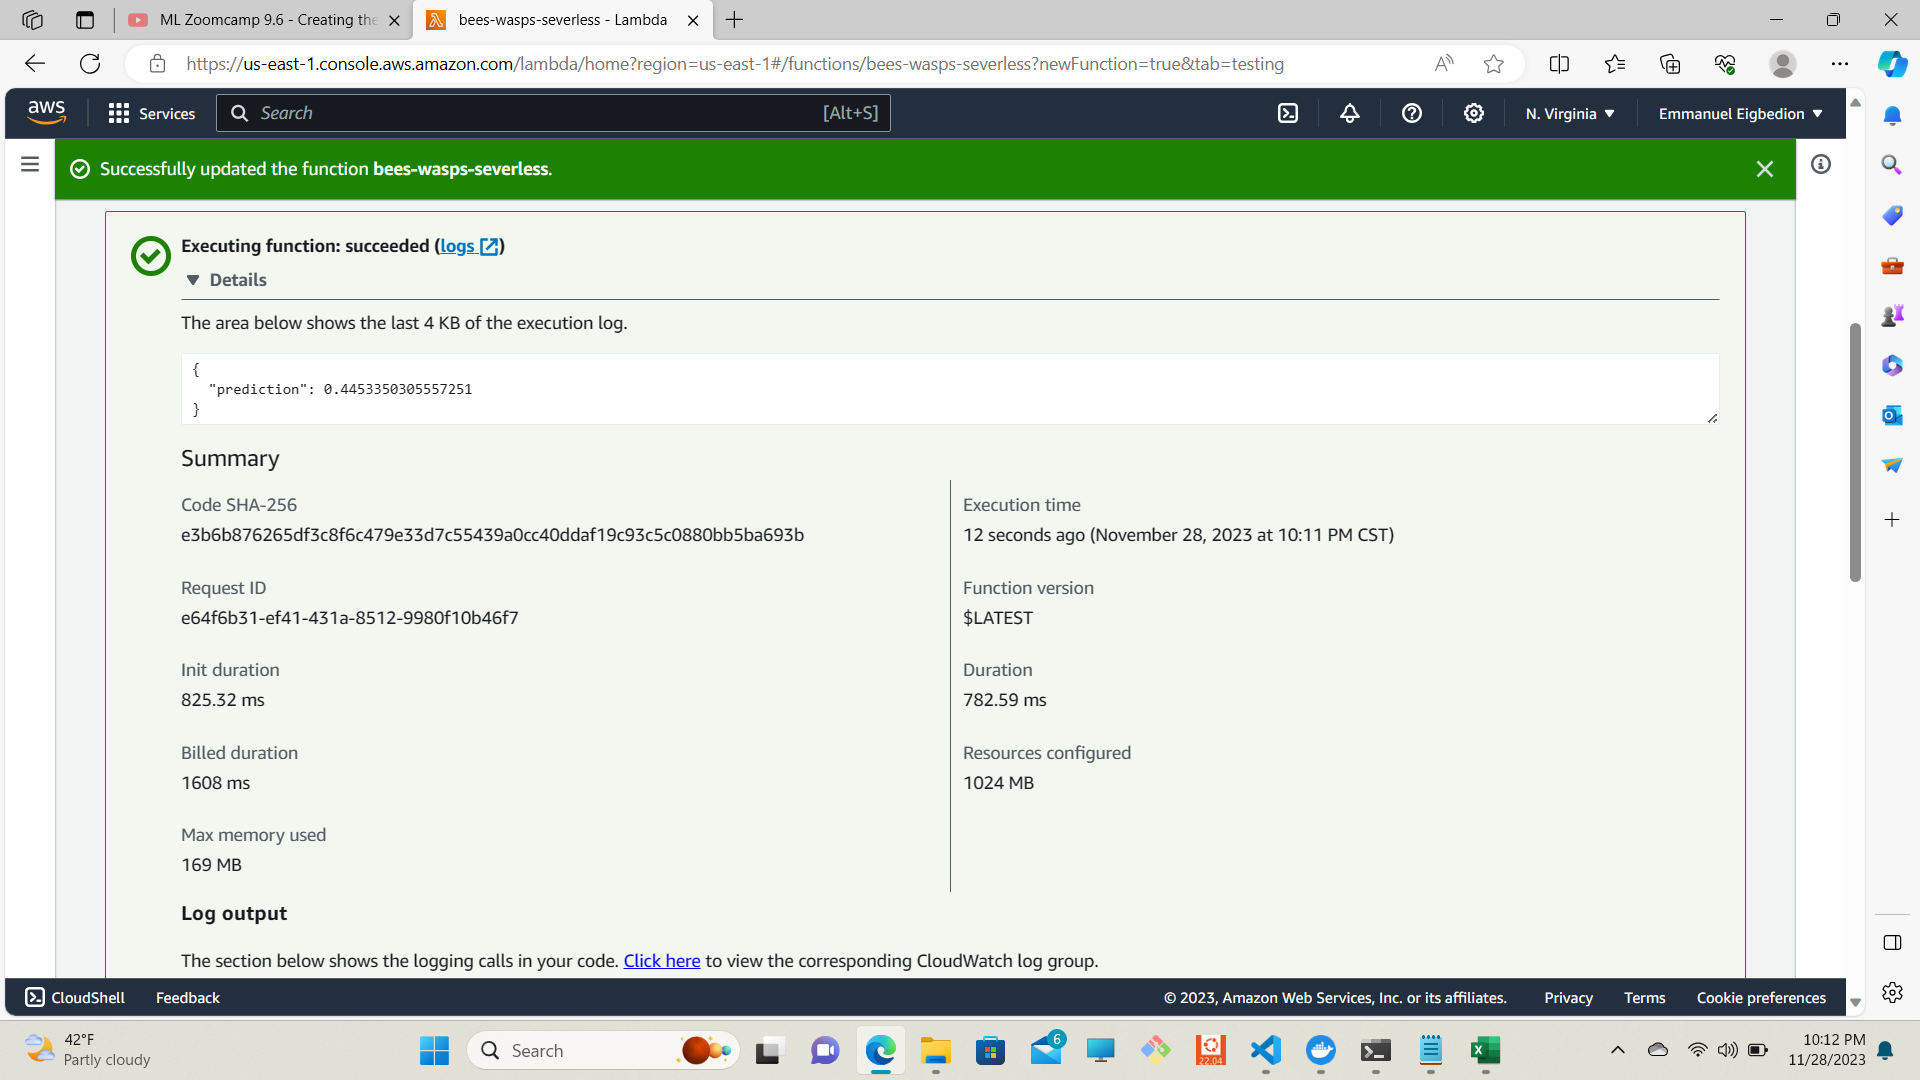 ML Zoomcamp 9.6 - Creating the
bees-wasps-severless - Lambda
https://us-east-1.console.aws.amazon.com/lambda/home?region=us-east-1#/functions/bees-wasps-severless?newFunction=true&tab=testing
aws
Services
Search
[Alt+S]
N. Virginia
Emmanuel Eigbedion
Successfully updated the function bees-wasps-severless.
Executing function: succeeded (logs)
Details
The area below shows the last 4 KB of the execution log.
{
"prediction": 0.4453350305557251
}
Summary
Code SHA-256
e3b6b876265df3c8f6c479e33d7c55439a0cc40ddaf19c93c5c0880bb5ba693b
Execution time
12 seconds ago (November 28, 2023 at 10:11 PM CST)
Request ID
e64f6b31-ef41-431a-8512-9980f10b46f7
Function version
$LATEST
Init duration
825.32 ms
Duration
782.59 ms
Billed duration
1608 ms
Resources configured
1024 MB
Max memory used
169 MB
Log output
The section below shows the logging calls in your code. Click here to view the corresponding CloudWatch log group.
CloudShell
Feedback
© 2023, Amazon Web Services, Inc. or its affiliates.
Privacy
Terms
Cookie preferences
42°F
Partly cloudy
Search
6
22.04
10:12 PM
11/28/2023